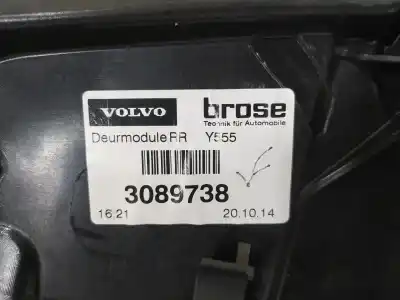 VOLVO
brose
Technik für Automobile
Deurmodule RR Y555
3089738
16,21 20.10.14